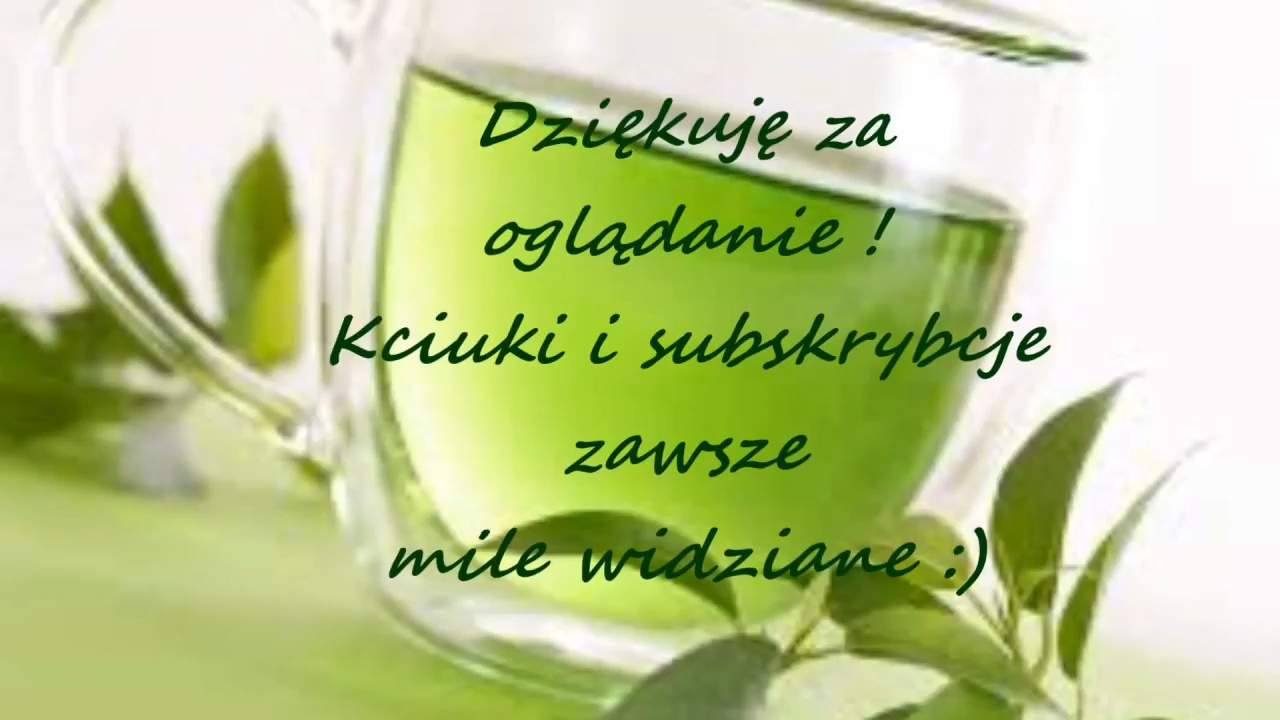 Dziękuję za
oglądanie !
Kciuki i subskrybcje
zawsze
mile widziane :)